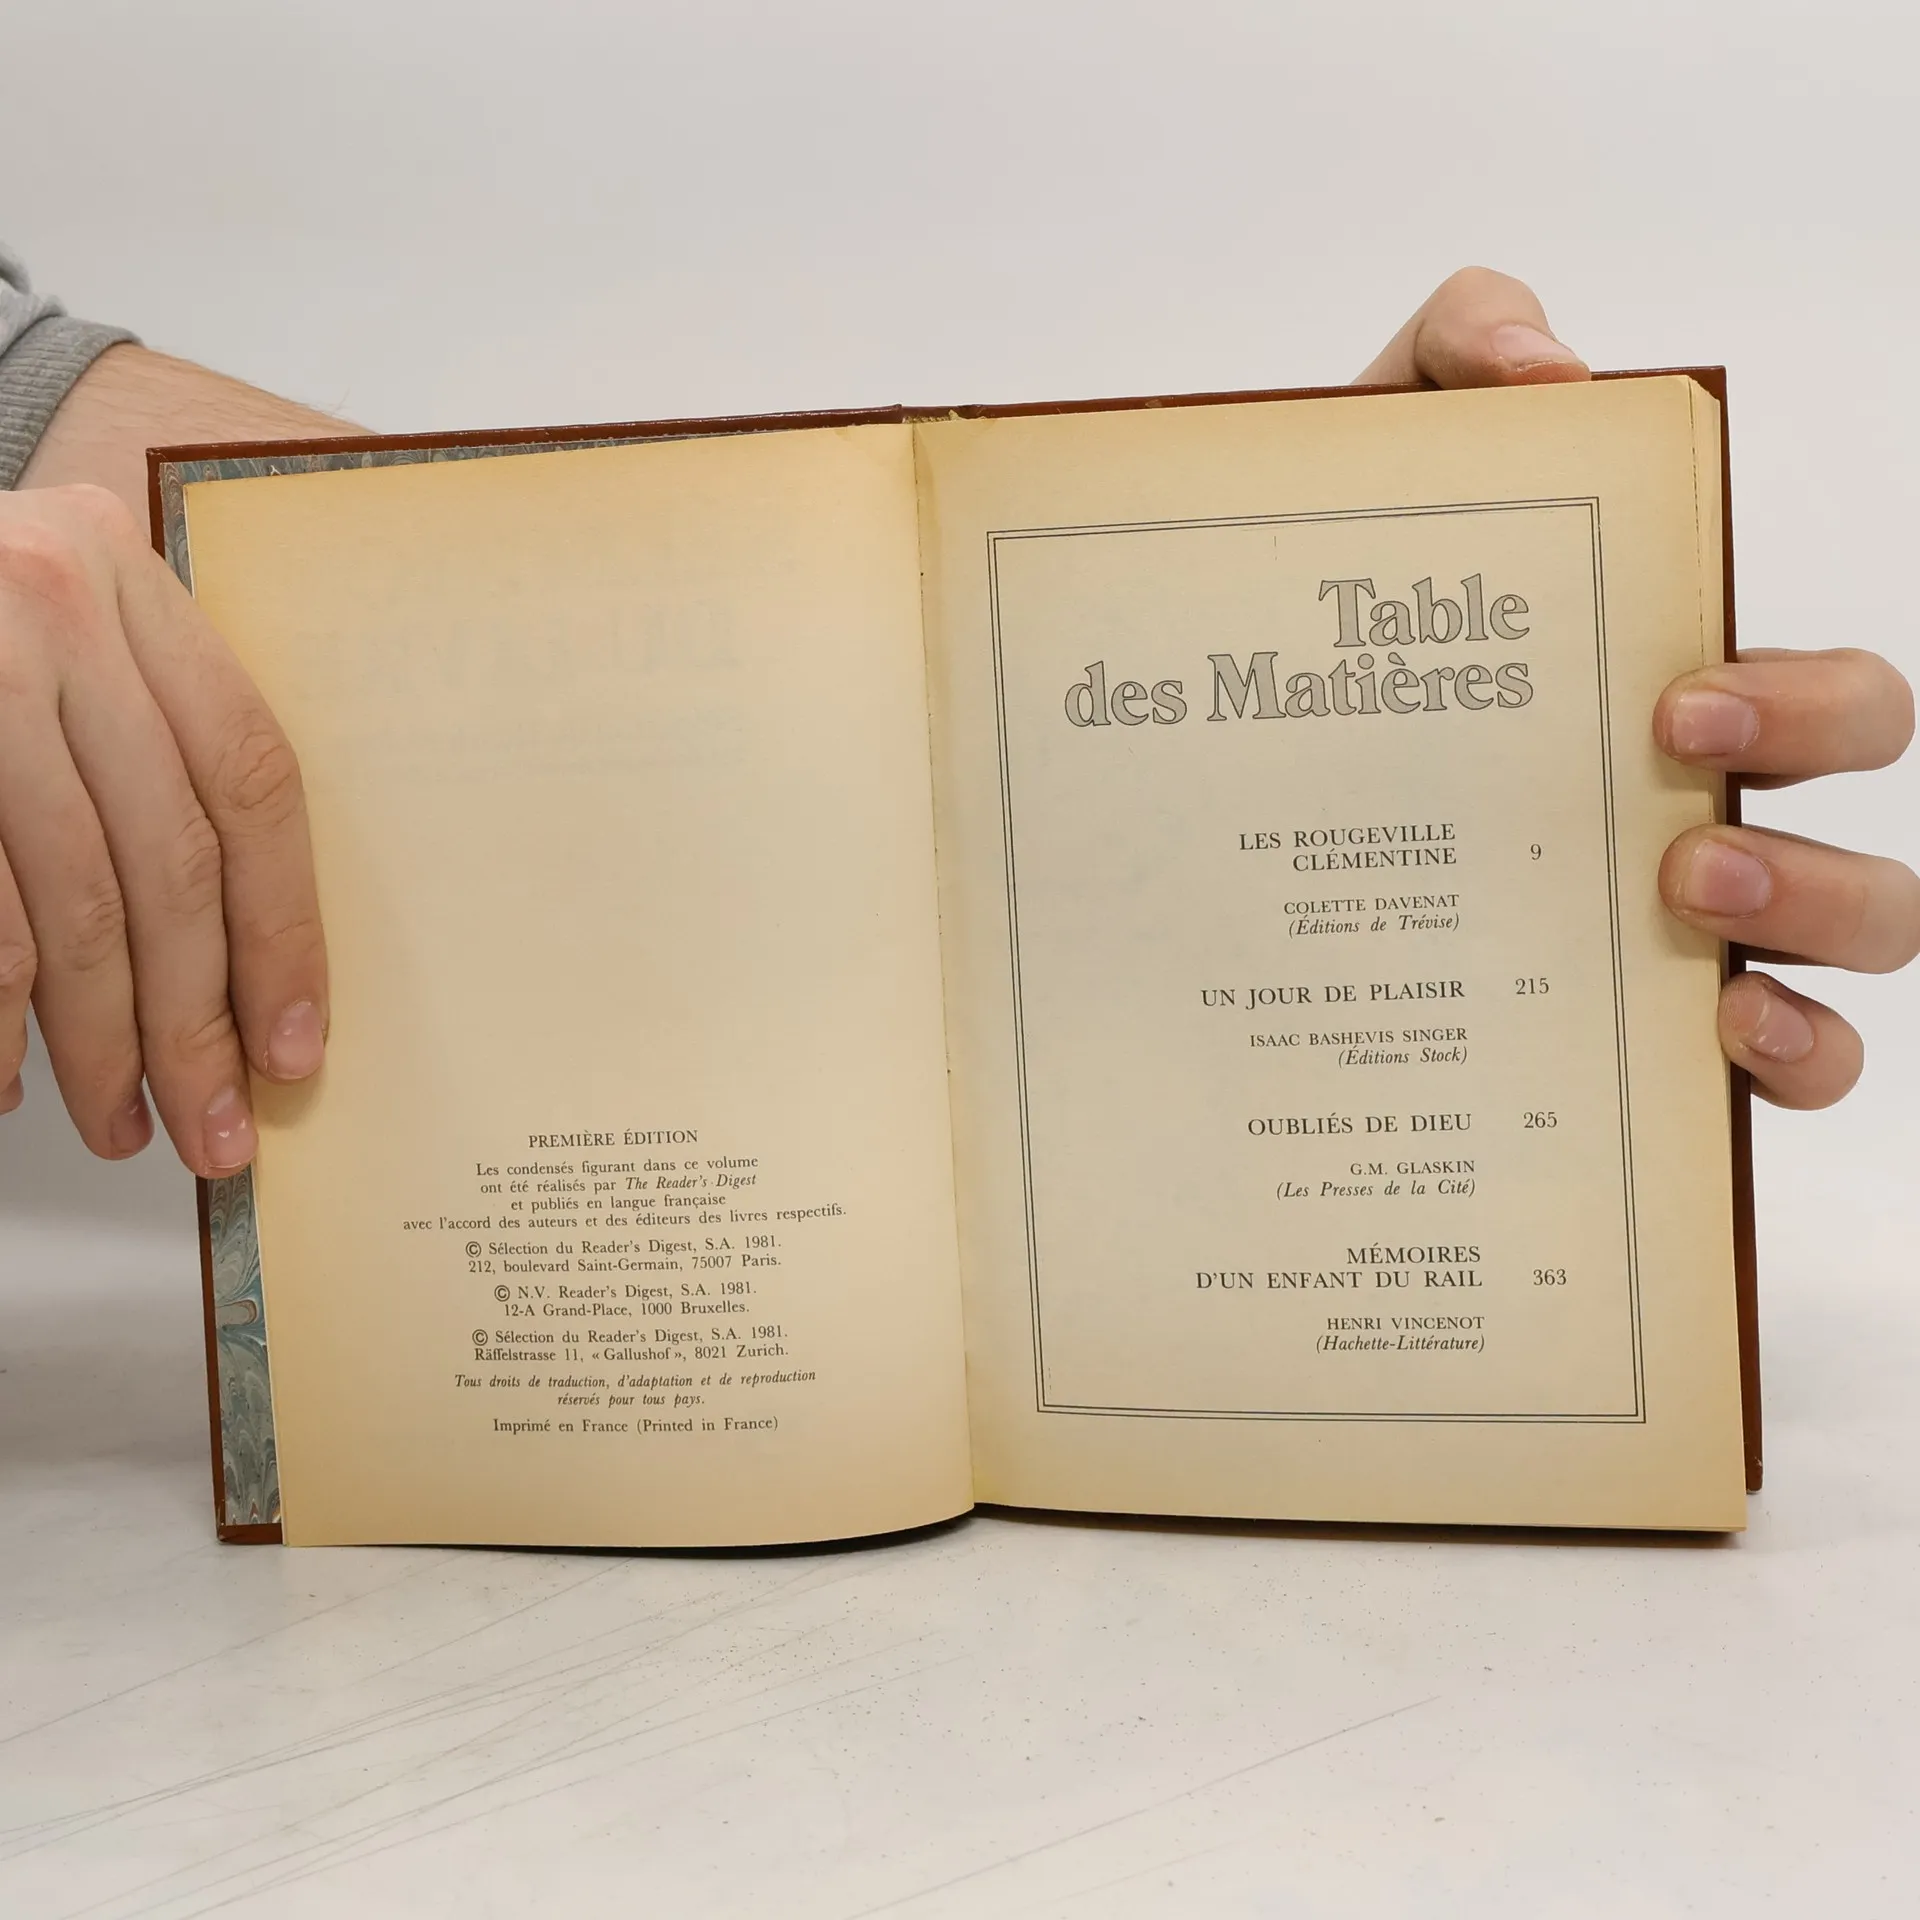 PREMIÈRE ÉDITION
Les condensés figurant dans ce volume
ont été réalisés par The Reader's Digest
et publiés en langue française
avec l'accord des auteurs et des éditeurs des livres respectifs.
© Sélection du Reader's Digest, S.A. 1981.
212, boulevard Saint-Germain, 75007 Paris.
© N.V. Reader's Digest, S.A. 1981.
12-A Grand-Place, 1000 Bruxelles.
© Sélection du Reader's Digest, S.A. 1981.
Räffelstrasse 11, « Gallushof », 8021 Zurich.
Tous droits de traduction, d'adaptation et de reproduction
réservés pour tous pays.
Imprimé en France (Printed in France)
Table
des Matières
LES ROUGEVILLE
CLÉMENTINE 9
COLETTE DAVENAT
(Éditions de Trévise)
UN JOUR DE PLAISIR 215
ISAAC BASHEVIS SINGER
(Éditions Stock)
OUBLIÉS DE DIEU 265
G.M. GLASKIN
(Les Presses de la Cité)
MÉMOIRES
D'UN ENFANT DU RAIL 363
HENRI VINCENOT
(Hachette-Littérature)